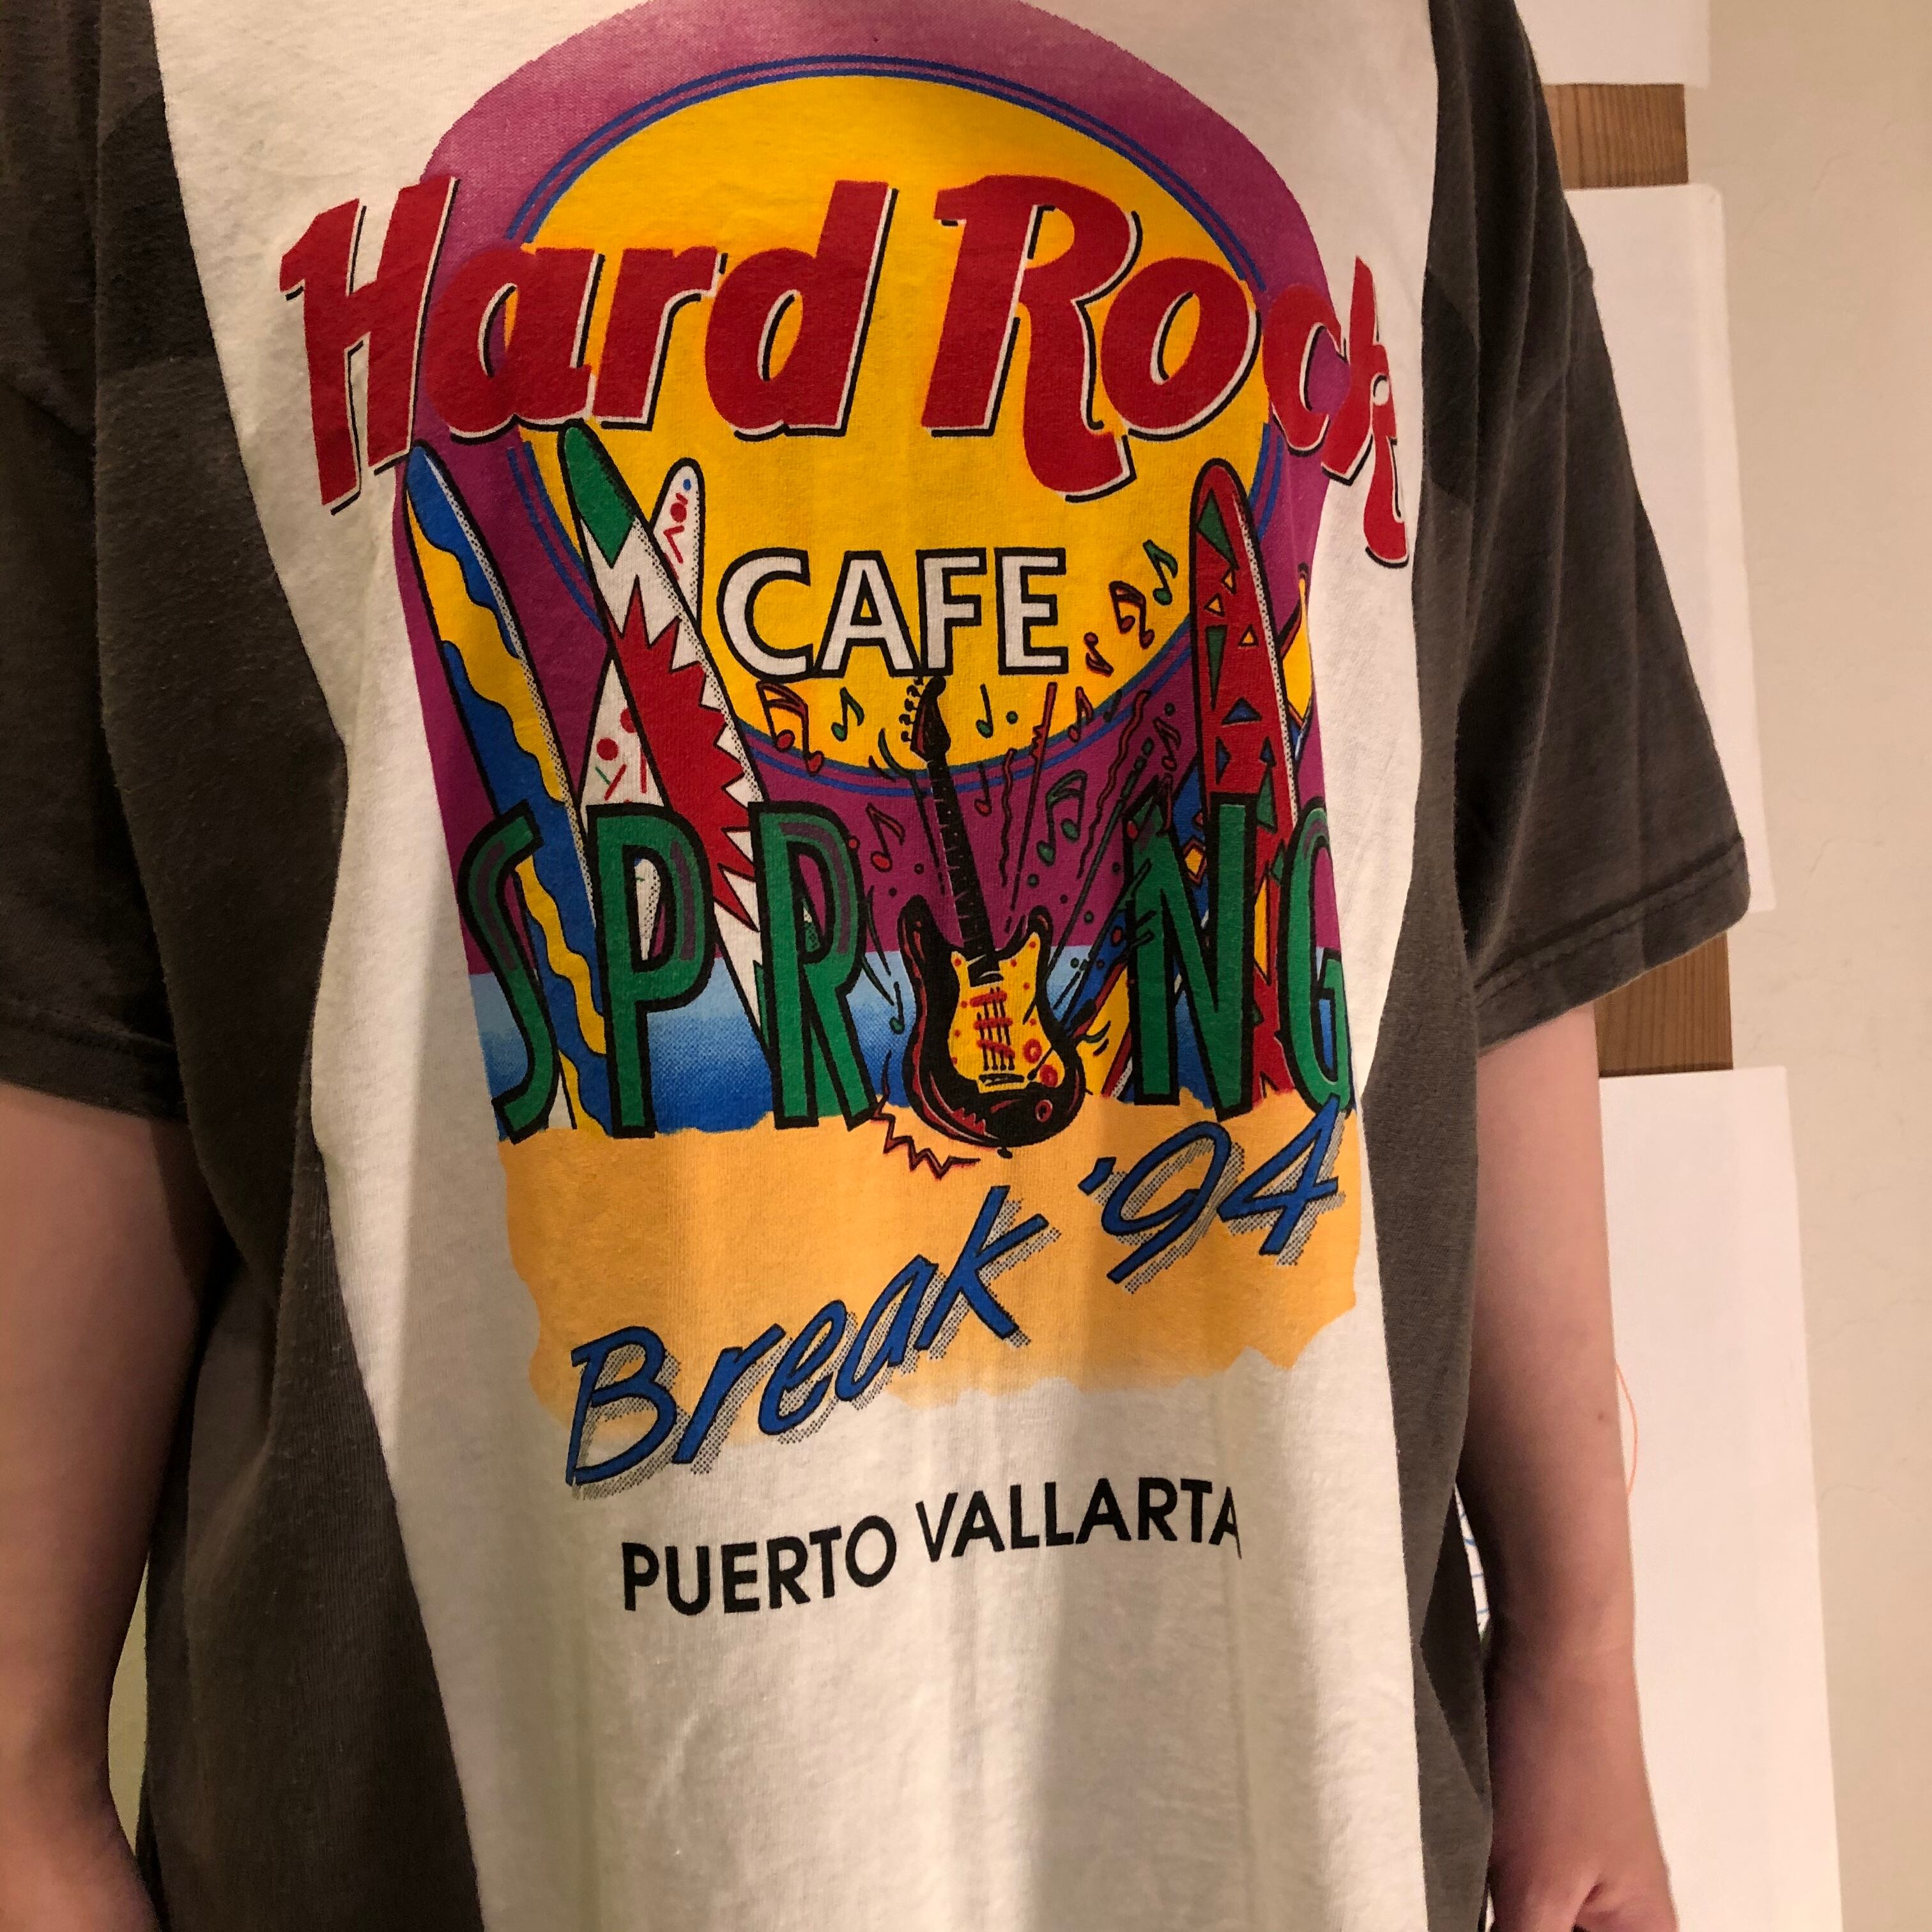 Hard Rock
CAFE
SPRING
Break '94
PUERTO VALLARTA